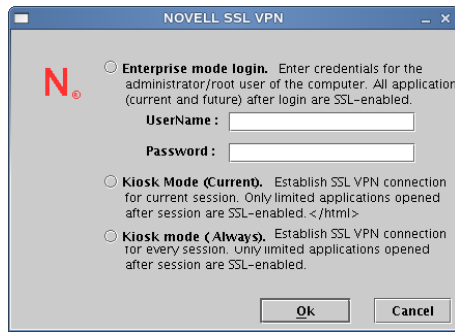 NOVELL SSL VPN
N®
Enterprise mode login. Enter credentials for the
administrator/root user of the computer. All application
(current and future) after login are SSL-enabled.
UserName :
Password :
Kiosk Mode (Current). Establish SSL VPN connection
for current session. Only limited applications opened
after session are SSL-enabled.</html>
Kiosk mode ( Always). Establish SSL VPN connection
for every session. Only limited applications opened
after session are SSL-enabled.
Ok Cancel